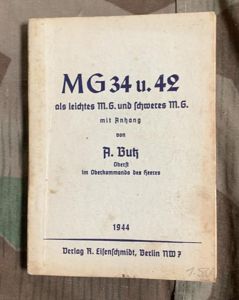 MG 34 u. 42
als leichtes M.G. und schweres M.G.
mit Anhang
von
A. Butz
Oberst
im Oberkommando des Heeres
1944
Verlag R. Eisenschmidt, Berlin NW 7